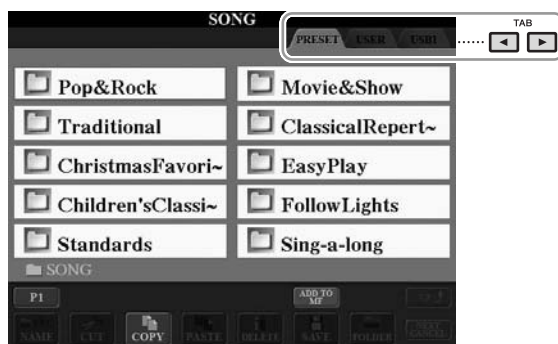 SONG
TAB
PRESET USER USB1
Pop&Rock Movie&Show
Traditional ClassicalRepert~
ChristmasFavori~ EasyPlay
Children'sClassi~ FollowLights
Standards Sing-a-long
SONG
P1 ADD TO MF
NAME CUT COPY PASTE DELETE SAVE FOLDER